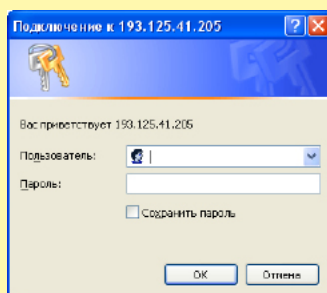 Подключение к 193.125.41.205
Вас приветствует 193.125.41.205
Пользователь:
Пароль:
Сохранить пароль
OK
Отмена